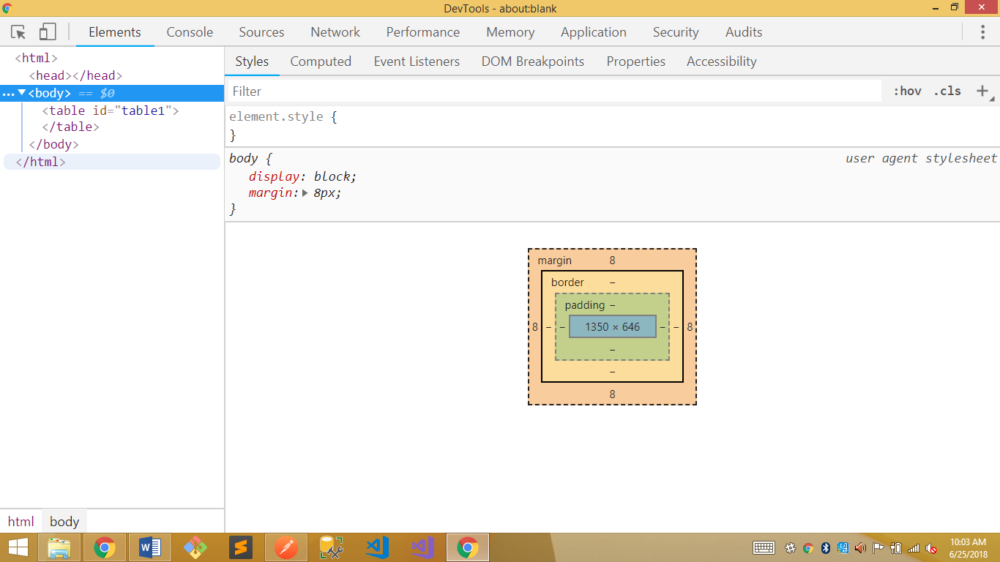 DevTools - about:blank
Elements Console Sources Network Performance Memory Application Security Audits
<html>
<head></head>
<body> == $0
<table id="table1">
</table>
</body>
</html>
html body
Styles Computed Event Listeners DOM Breakpoints Properties Accessibility
Filter :hov .cls +
element.style {
}
body { user agent stylesheet
display: block;
margin: 8px;
}
margin 8
border –
padding –
8 – – 1350 × 646 – – 8
–
–
8
10:03 AM
6/25/2018